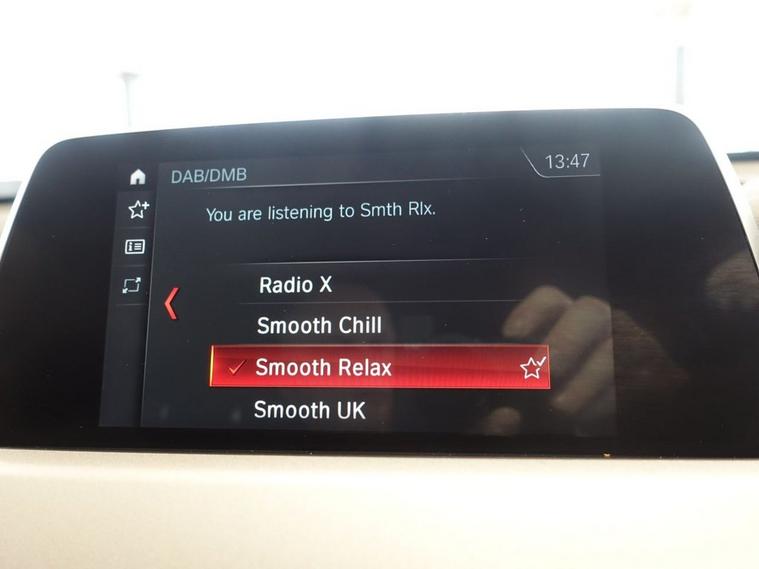 DAB/DMB
13:47
You are listening to Smth Rlx.
Radio X
Smooth Chill
Smooth Relax
Smooth UK